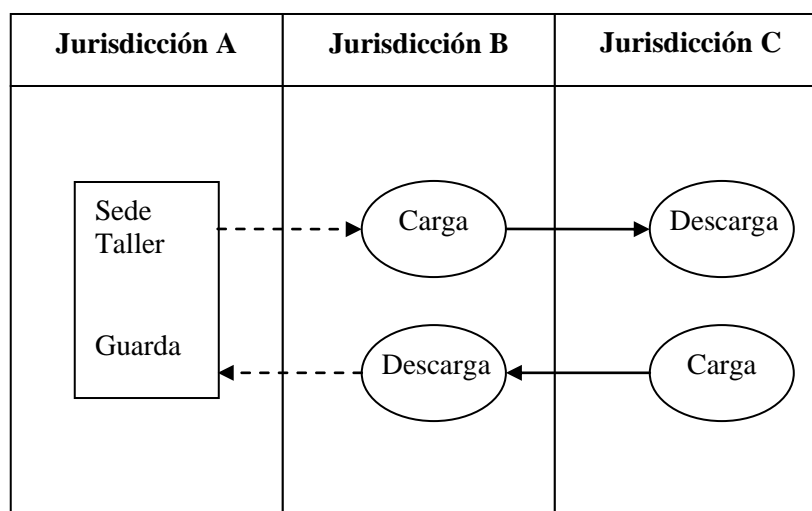 Jurisdicción A
Jurisdicción B
Jurisdicción C
Sede
Taller
Carga
Descarga
Guarda
Descarga
Carga